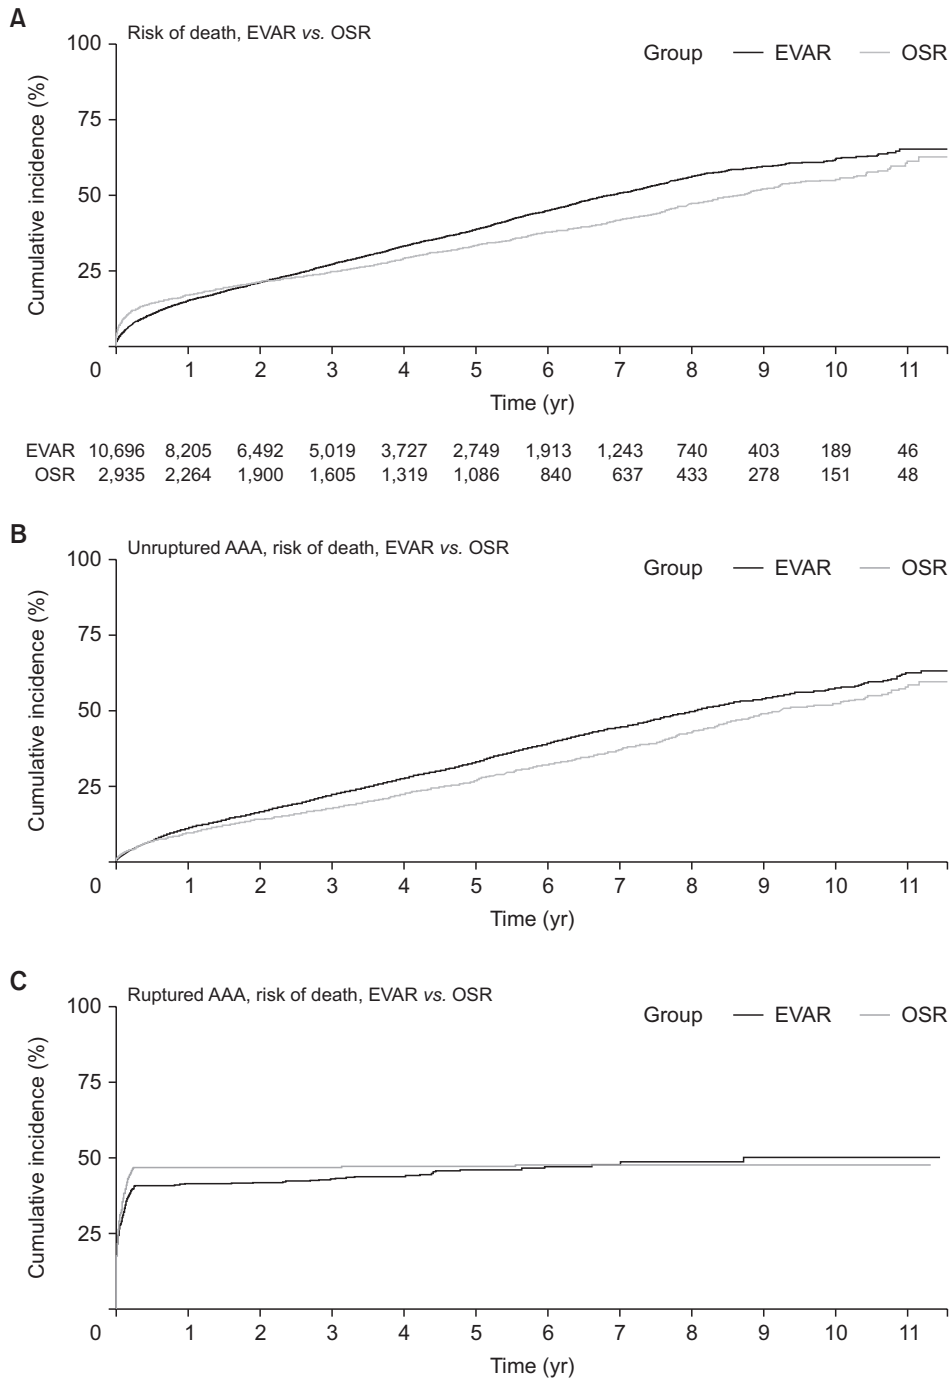 A
Risk of death, EVAR vs. OSR
Group EVAR OSR
100
75
50
25
Cumulative incidence (%)
0 1 2 3 4 5 6 7 8 9 10 11
Time (yr)
EVAR 10,696 8,205 6,492 5,019 3,727 2,749 1,913 1,243 740 403 189 46
OSR 2,935 2,264 1,900 1,605 1,319 1,086 840 637 433 278 151 48
B
Unruptured AAA, risk of death, EVAR vs. OSR
Group EVAR OSR
100
75
50
25
Cumulative incidence (%)
0 1 2 3 4 5 6 7 8 9 10 11
Time (yr)
C
Ruptured AAA, risk of death, EVAR vs. OSR
Group EVAR OSR
100
75
50
25
Cumulative incidence (%)
0 1 2 3 4 5 6 7 8 9 10 11
Time (yr)